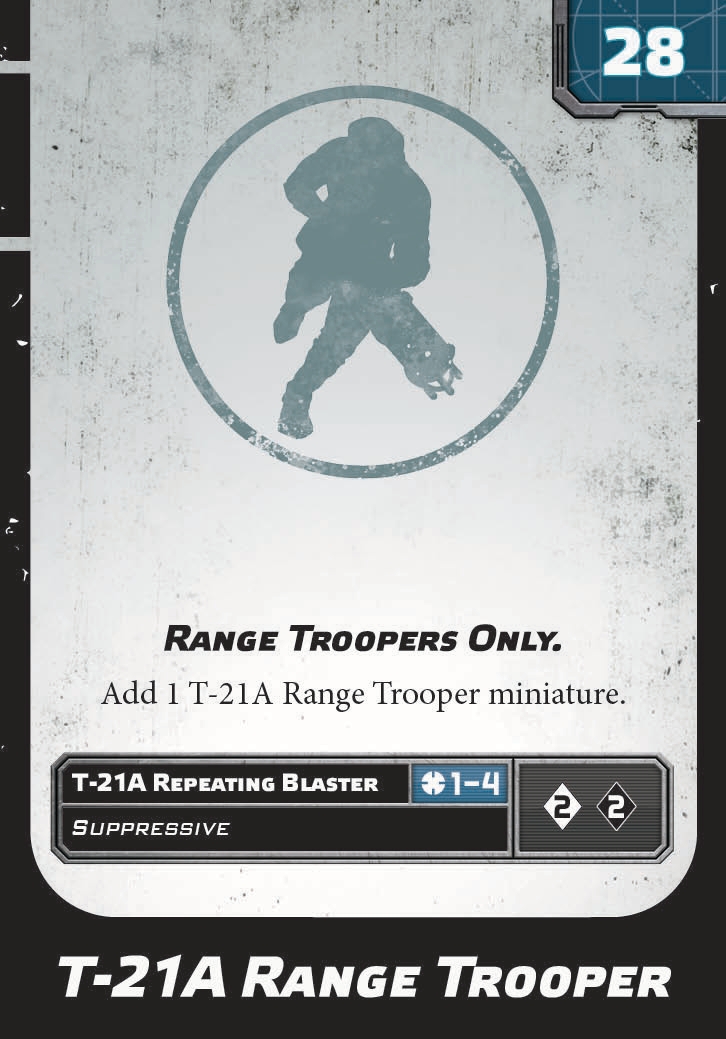 28
Range Troopers Only.
Add 1 T-21A Range Trooper miniature.
T-21A Repeating Blaster 1–4
Suppressive
2 2
T-21A Range Trooper